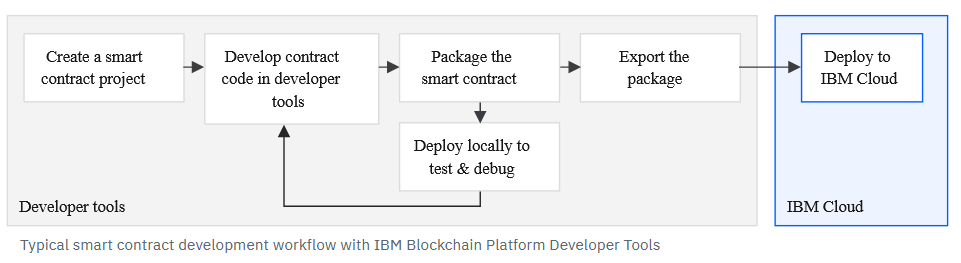 Create a smart
contract project
Develop contract
code in developer
tools
Package the
smart contract
Export the
package
Deploy to
IBM Cloud
Deploy locally to
test & debug
Developer tools
IBM Cloud
Typical smart contract development workflow with IBM Blockchain Platform Developer Tools